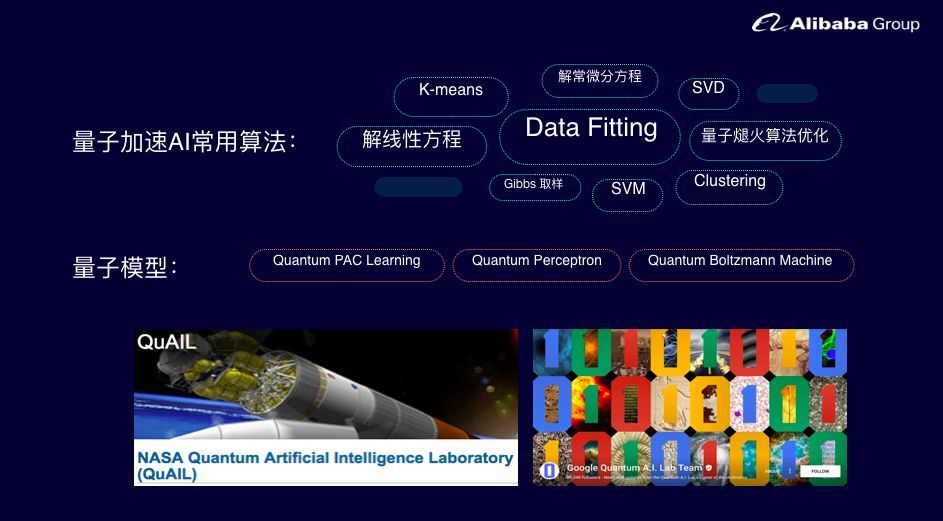 Alibaba Group
量子加速AI常用算法：
K-means
解常微分方程
SVD
解线性方程
Data Fitting
量子煺火算法优化
Gibbs 取样
SVM
Clustering
量子模型：
Quantum PAC Learning
Quantum Perceptron
Quantum Boltzmann Machine
QuAIL
NASA Quantum Artificial Intelligence Laboratory
(QuAIL)
Google Quantum A.I. Lab Team
ABOUT
FOLLOW